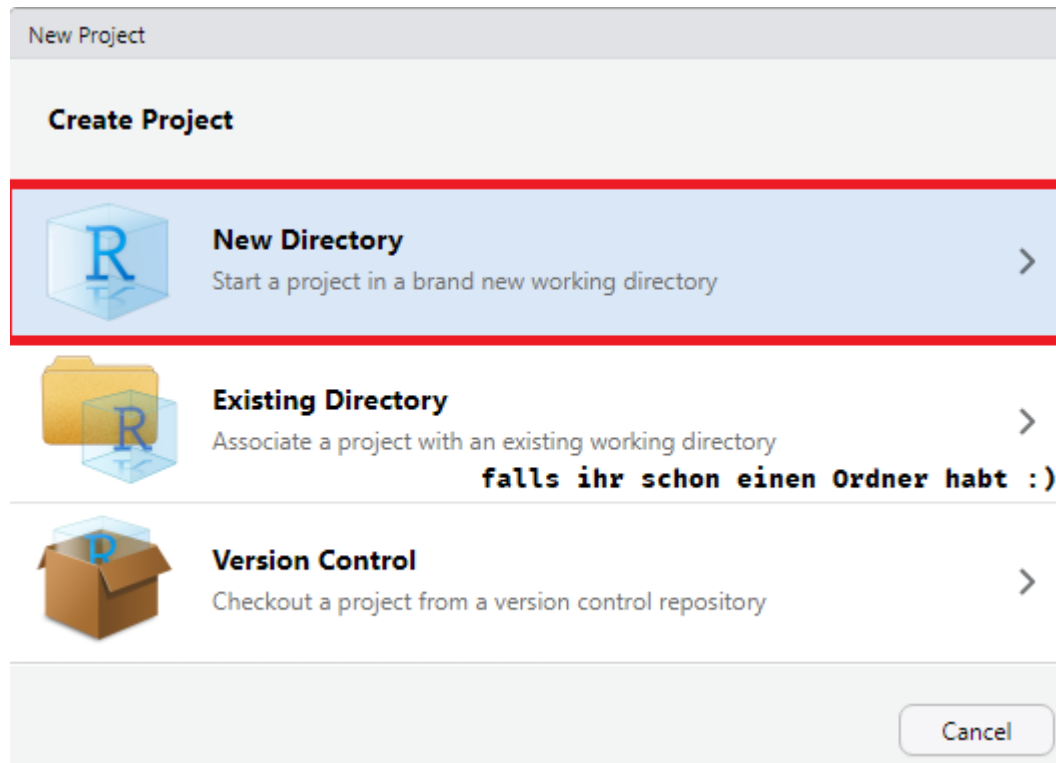 New Project
Create Project
R
New Directory
Start a project in a brand new working directory
R
Existing Directory
Associate a project with an existing working directory
falls ihr schon einen Ordner habt :)
R
Version Control
Checkout a project from a version control repository
Cancel